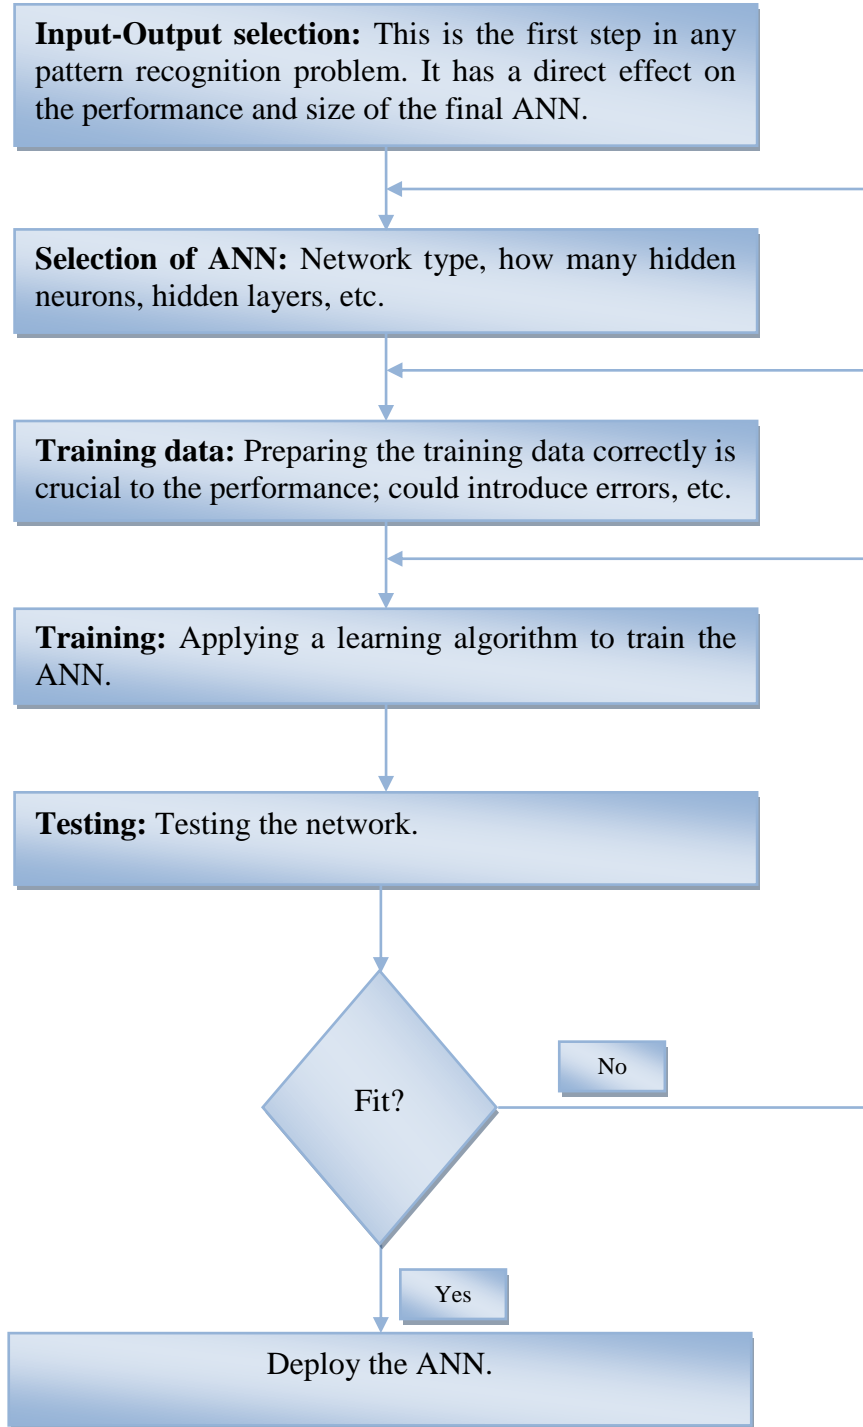 Input-Output selection: This is the first step in any
pattern recognition problem. It has a direct effect on
the performance and size of the final ANN.
Selection of ANN: Network type, how many hidden
neurons, hidden layers, etc.
Training data: Preparing the training data correctly is
crucial to the performance; could introduce errors, etc.
Training: Applying a learning algorithm to train the
ANN.
Testing: Testing the network.
Fit?
No
Yes
Deploy the ANN.